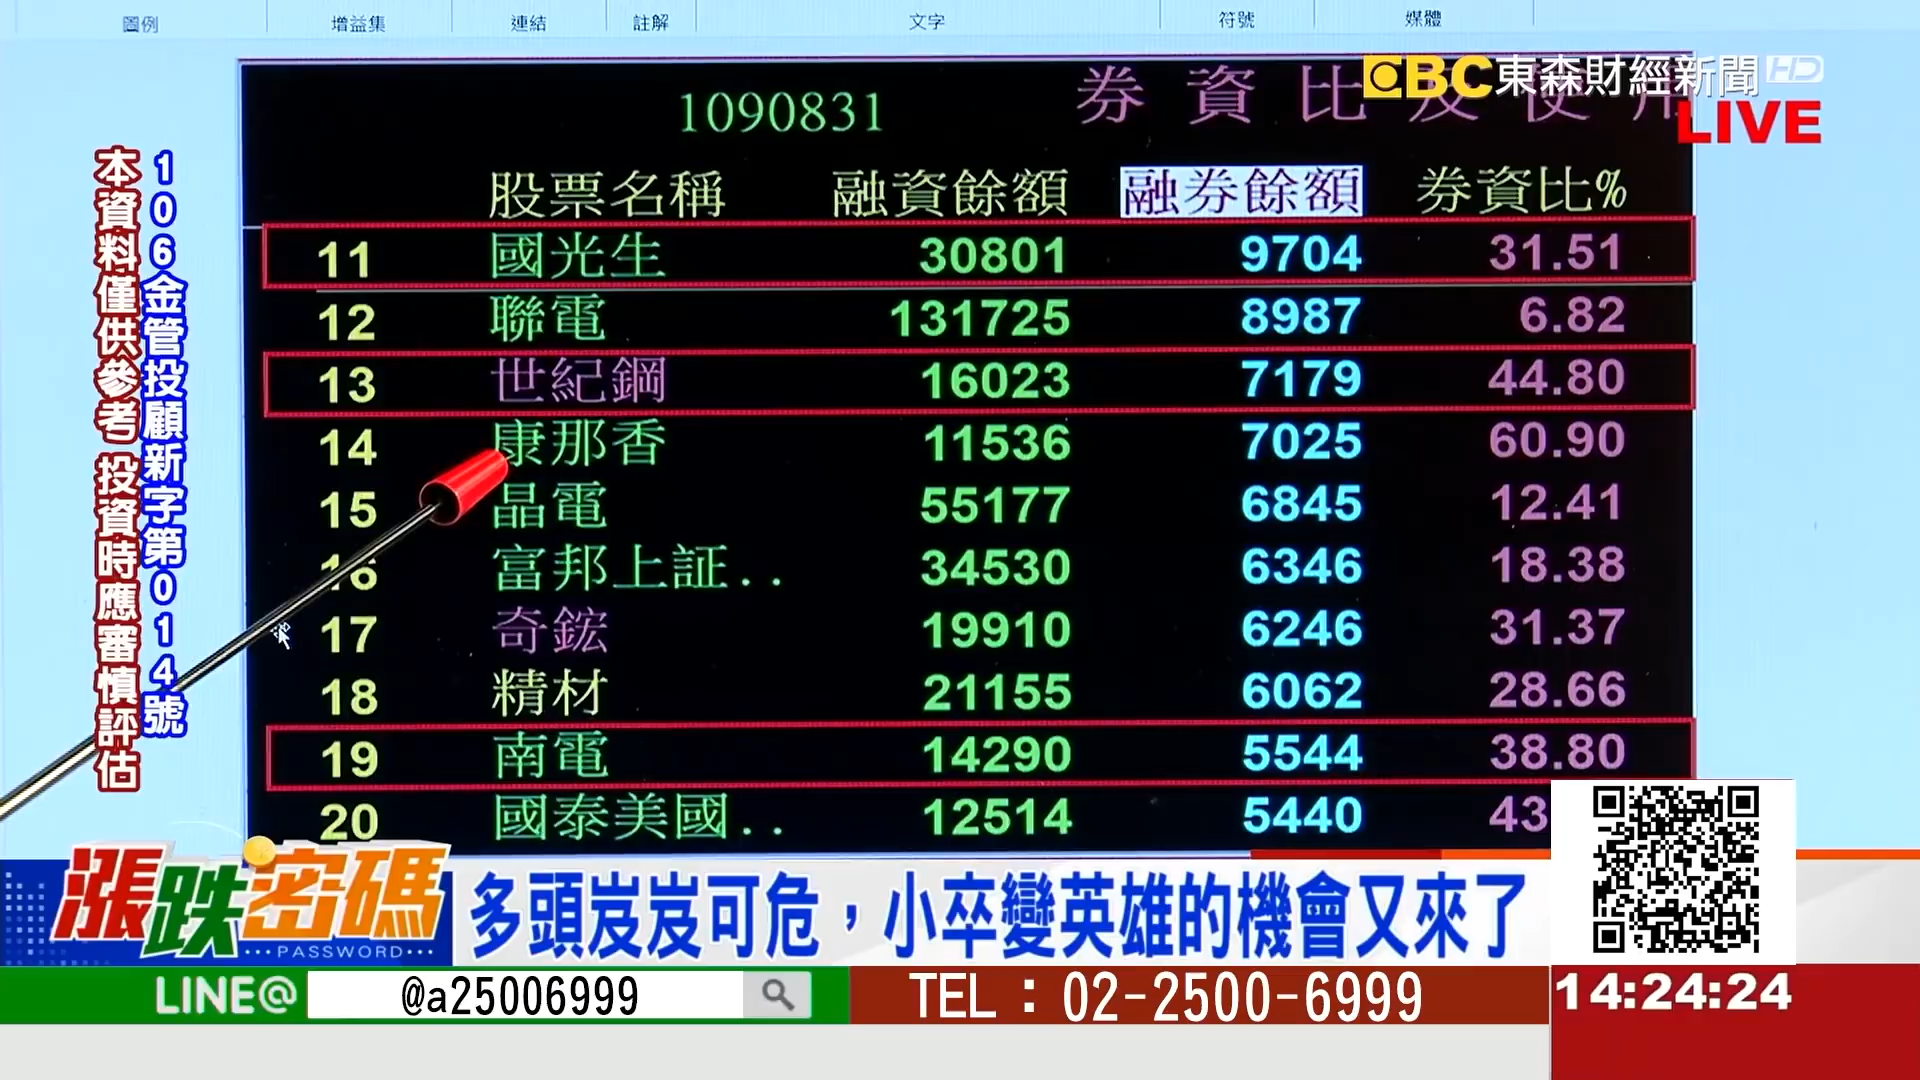 圖例 增益集 連結 註解 文字 符號 媒體
EBC東森財經新聞HD
LIVE
1090831 券資比及使用
股票名稱 融資餘額 融券餘額 券資比%
11 國光生 30801 9704 31.51
12 聯電 131725 8987 6.82
13 世紀鋼 16023 7179 44.80
14 康那香 11536 7025 60.90
15 晶電 55177 6845 12.41
16 富邦上証.. 34530 6346 18.38
17 奇鋐 19910 6246 31.37
18 精材 21155 6062 28.66
19 南電 14290 5544 38.80
20 國泰美國.. 12514 5440 43
106金管投顧新字第014號
本資料僅供參考 投資時應審慎評估
漲跌密碼
PASSWORD
多頭岌岌可危,小卒變英雄的機會又來了
LINE@ @a25006999 TEL:02-2500-6999
14:24:24